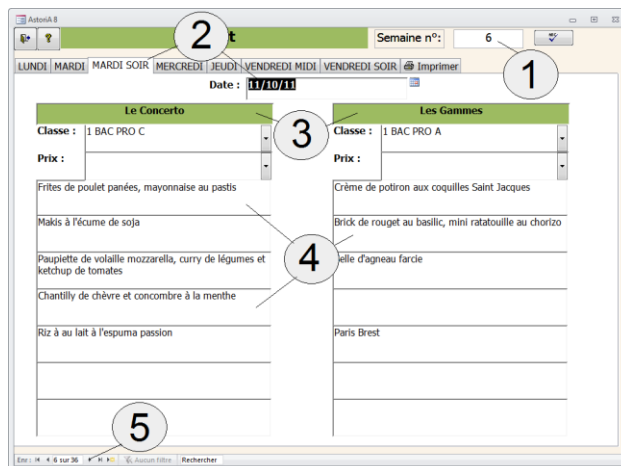 AstoriA 8
? t Semaine n°: 6
LUNDI MARDI MARDI SOIR MERCREDI JEUDI VENDREDI MIDI VENDREDI SOIR Imprimer
Date : 11/10/11
Le Concerto Les Gammes
Classe : 1 BAC PRO C Classe : 1 BAC PRO A
Prix : Prix :
Frites de poulet panées, mayonnaise au pastis Crème de potiron aux coquilles Saint Jacques
Makis à l'écume de soja Brick de rouget au basilic, mini ratatouille au chorizo
Paupiette de volaille mozzarella, curry de légumes et elle d'agneau farcie
ketchup de tomates
Chantilly de chèvre et concombre à la menthe
Riz à au lait à l'espuma passion Paris Brest
Enr : 6 sur 36 Aucun Filtre Rechercher
1
2
3
4
5